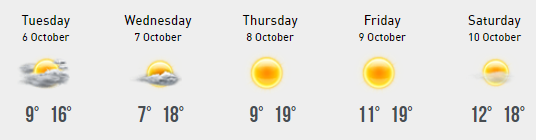 Tuesday
6 October
9° 16°
Wednesday
7 October
7° 18°
Thursday
8 October
9° 19°
Friday
9 October
11° 19°
Saturday
10 October
12° 18°